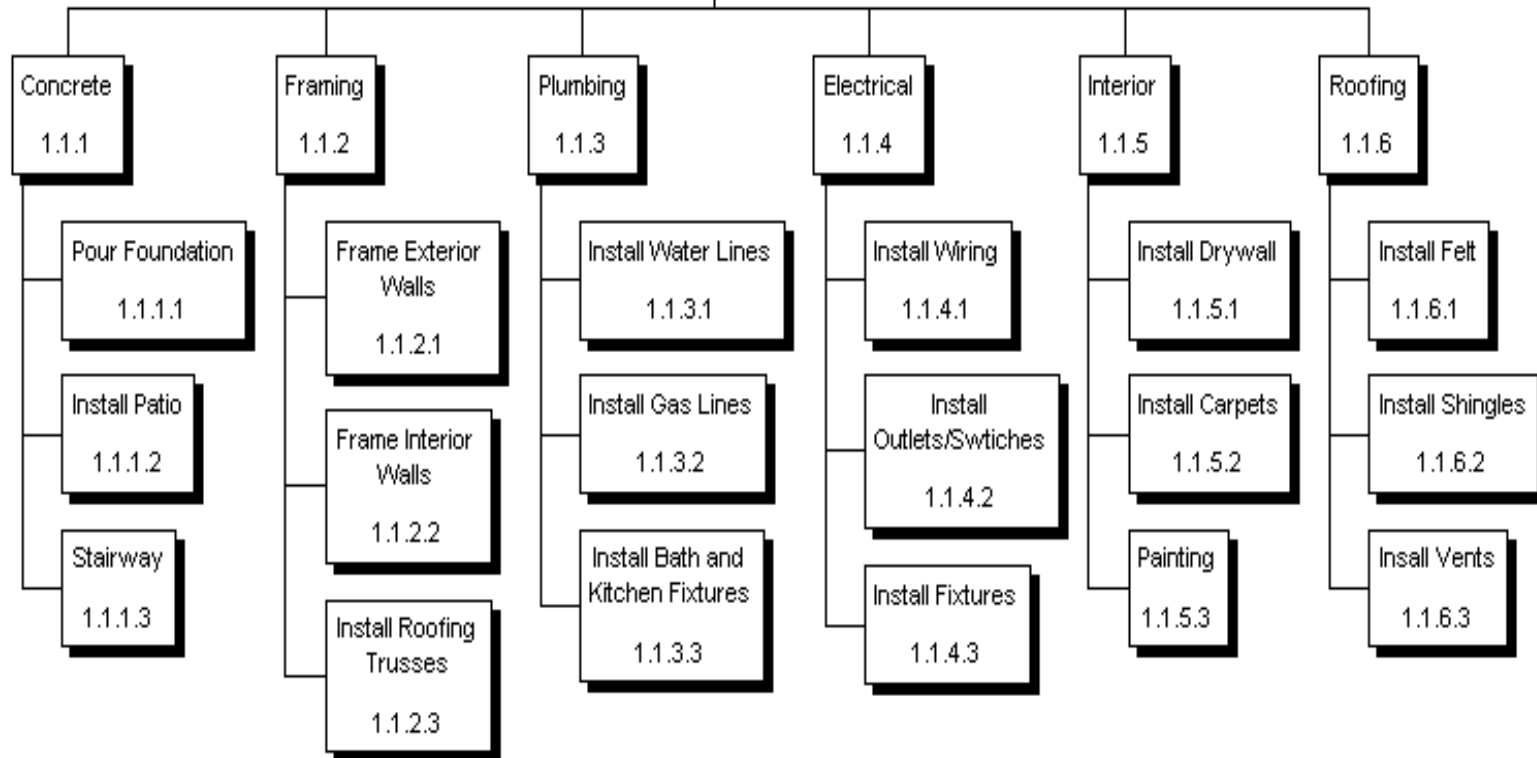 Concrete
1.1.1
Framing
1.1.2
Plumbing
1.1.3
Electrical
1.1.4
Interior
1.1.5
Roofing
1.1.6
Pour Foundation
1.1.1.1
Install Patio
1.1.1.2
Stairway
1.1.1.3
Frame Exterior
Walls
1.1.2.1
Frame Interior
Walls
1.1.2.2
Install Roofing
Trusses
1.1.2.3
Install Water Lines
1.1.3.1
Install Gas Lines
1.1.3.2
Install Bath and
Kitchen Fixtures
1.1.3.3
Install Wiring
1.1.4.1
Install
Outlets/Swtiches
1.1.4.2
Install Fixtures
1.1.4.3
Install Drywall
1.1.5.1
Install Carpets
1.1.5.2
Painting
1.1.5.3
Install Felt
1.1.6.1
Install Shingles
1.1.6.2
Insall Vents
1.1.6.3